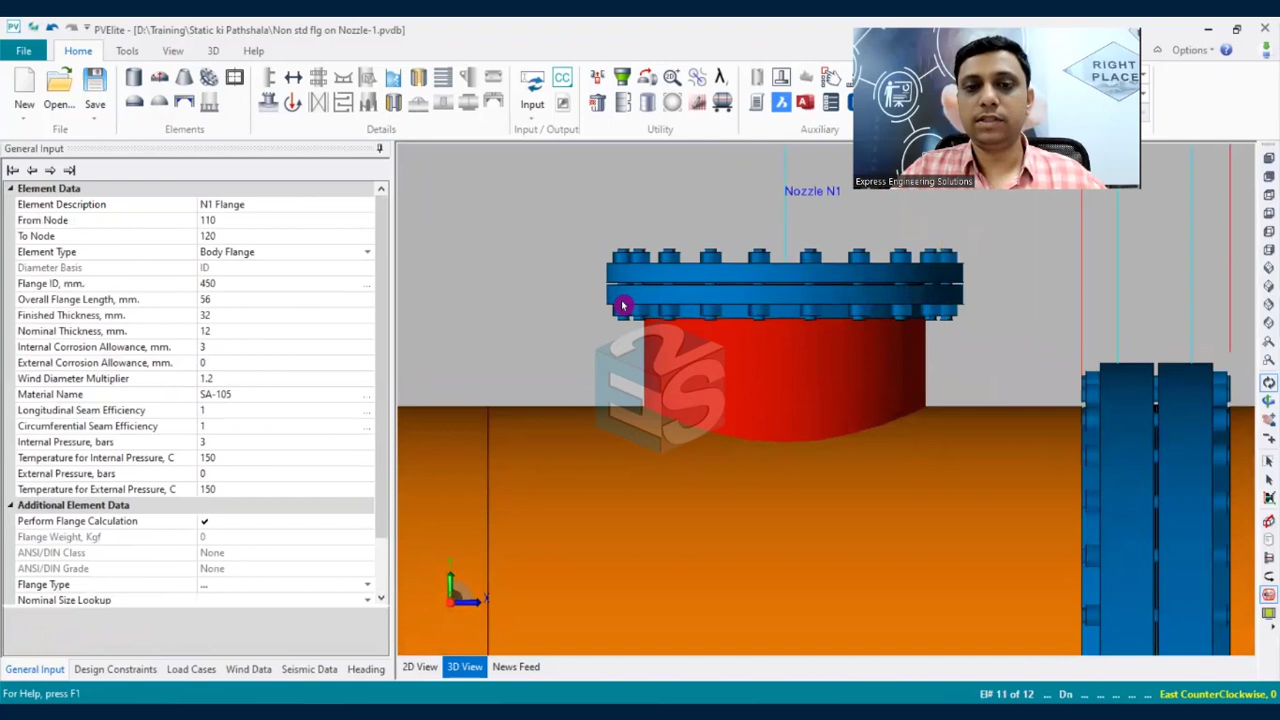 PVElite - [D:\Training\Static ki Pathshala\Non std flg on Nozzle-1.pvdb]
File Home Tools View 3D Help
Options
New
Open...
Save
Input
File
Elements
Details
Input / Output
Utility
Auxiliary
RIGHT
PLACE
Express Engineering Solutions
General Input
Element Data
Element Description N1 Flange
From Node 110
To Node 120
Element Type Body Flange
Diameter Basis ID
Flange ID, mm. 450
Overall Flange Length, mm. 56
Finished Thickness, mm. 32
Nominal Thickness, mm. 12
Internal Corrosion Allowance, mm. 3
External Corrosion Allowance, mm. 0
Wind Diameter Multiplier 1.2
Material Name SA-105
Longitudinal Seam Efficiency 1
Circumferential Seam Efficiency 1
Internal Pressure, bars 3
Temperature for Internal Pressure, C 150
External Pressure, bars 0
Temperature for External Pressure, C 150
Additional Element Data
Perform Flange Calculation
Flange Weight, Kgf 0
ANSI/DIN Class None
ANSI/DIN Grade None
Flange Type ...
Nominal Size Lookup
Nozzle N1
General Input Design Constraints Load Cases Wind Data Seismic Data Heading
2D View 3D View News Feed
For Help, press F1
El# 11 of 12 ... Dn ... ... ... ... ... East CounterClockwise, 0